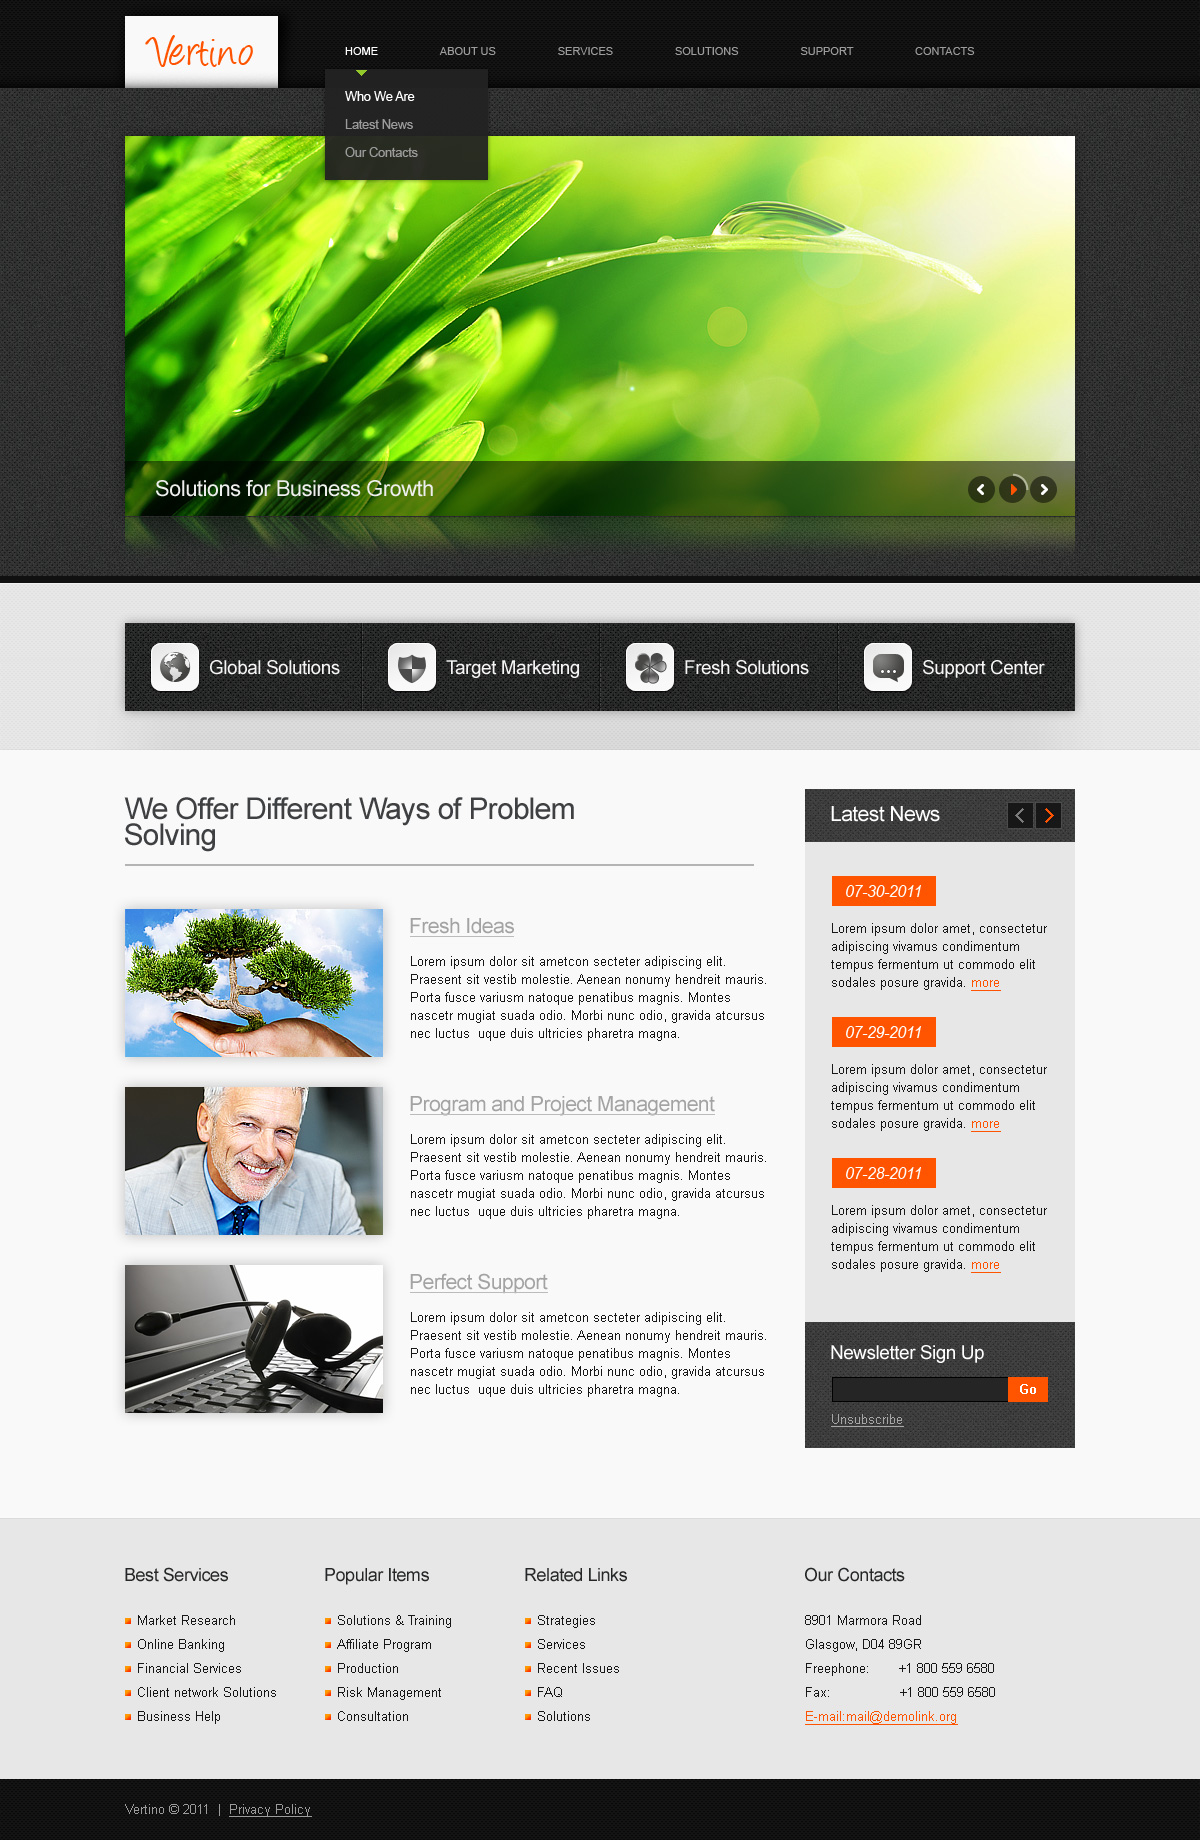 Vertino
HOME ABOUT US SERVICES SOLUTIONS SUPPORT CONTACTS
Who We Are
Latest News
Our Contacts
Solutions for Business Growth
Global Solutions Target Marketing Fresh Solutions Support Center
We Offer Different Ways of Problem
Solving
Fresh Ideas
Lorem ipsum dolor sit ametcon secteter adipiscing elit.
Praesent sit vestib molestie. Aenean nonumy hendreit mauris.
Porta fusce variusm natoque penatibus magnis. Montes
nascetr mugiat suada odio. Morbi nunc odio, gravida atcursus
nec luctus uque duis ultricies pharetra magna.
Program and Project Management
Lorem ipsum dolor sit ametcon secteter adipiscing elit.
Praesent sit vestib molestie. Aenean nonumy hendreit mauris.
Porta fusce variusm natoque penatibus magnis. Montes
nascetr mugiat suada odio. Morbi nunc odio, gravida atcursus
nec luctus uque duis ultricies pharetra magna.
Perfect Support
Lorem ipsum dolor sit ametcon secteter adipiscing elit.
Praesent sit vestib molestie. Aenean nonumy hendreit mauris.
Porta fusce variusm natoque penatibus magnis. Montes
nascetr mugiat suada odio. Morbi nunc odio, gravida atcursus
nec luctus uque duis ultricies pharetra magna.
Latest News
07-30-2011
Lorem ipsum dolor amet, consectetur
adipiscing vivamus condimentum
tempus fermentum ut commodo elit
sodales posure gravida. more
07-29-2011
Lorem ipsum dolor amet, consectetur
adipiscing vivamus condimentum
tempus fermentum ut commodo elit
sodales posure gravida. more
07-28-2011
Lorem ipsum dolor amet, consectetur
adipiscing vivamus condimentum
tempus fermentum ut commodo elit
sodales posure gravida. more
Newsletter Sign Up
Go
Unsubscribe
Best Services
Market Research
Online Banking
Financial Services
Client network Solutions
Business Help
Popular Items
Solutions & Training
Affiliate Program
Production
Risk Management
Consultation
Related Links
Strategies
Services
Recent Issues
FAQ
Solutions
Our Contacts
8901 Marmora Road
Glasgow, D04 89GR
Freephone: +1 800 559 6580
Fax: +1 800 559 6580
E-mail:mail@demolink.org
Vertino © 2011 | Privacy Policy